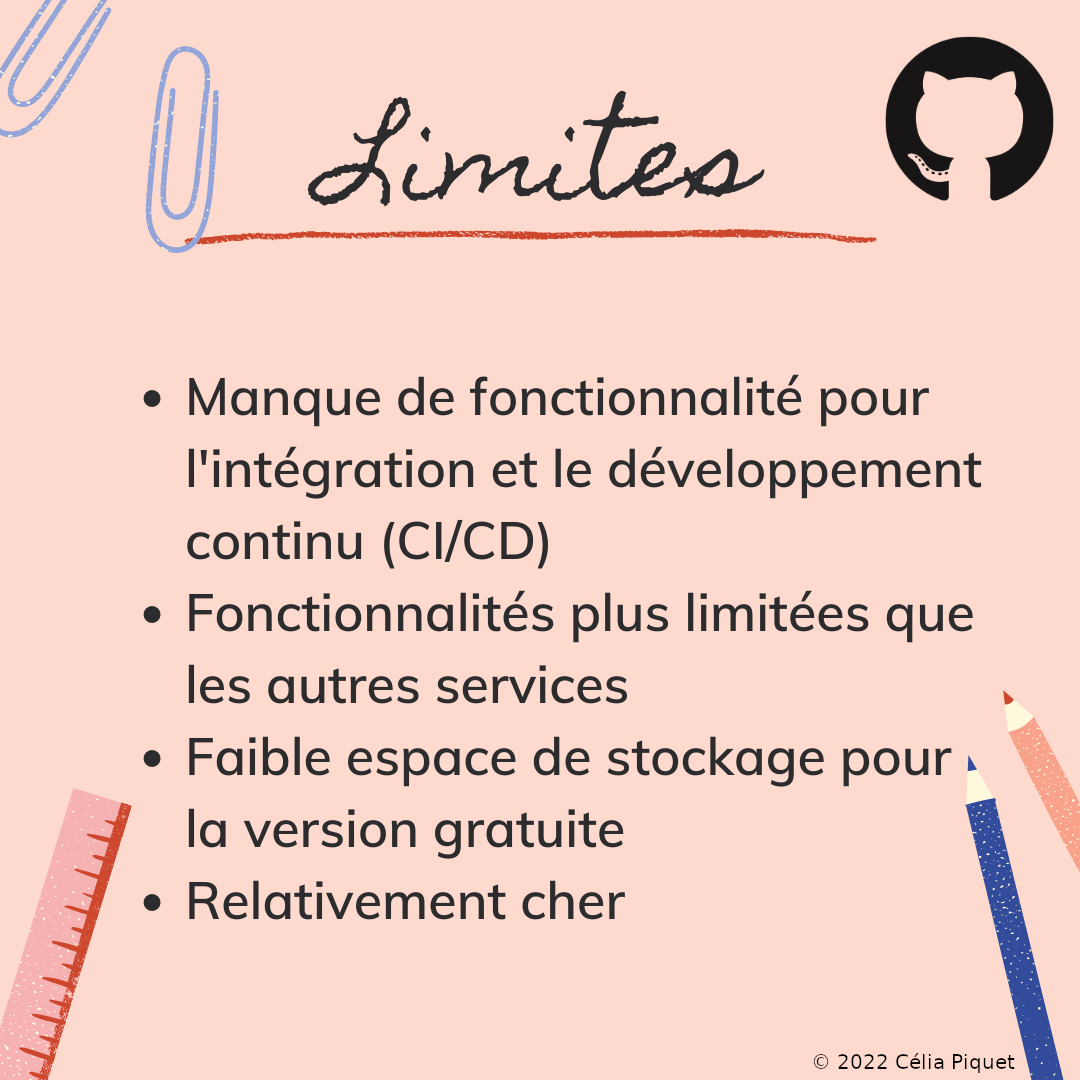 Limites
• Manque de fonctionnalité pour
l'intégration et le développement
continu (CI/CD)
• Fonctionnalités plus limitées que
les autres services
• Faible espace de stockage pour
la version gratuite
• Relativement cher
© 2022 Célia Piquet